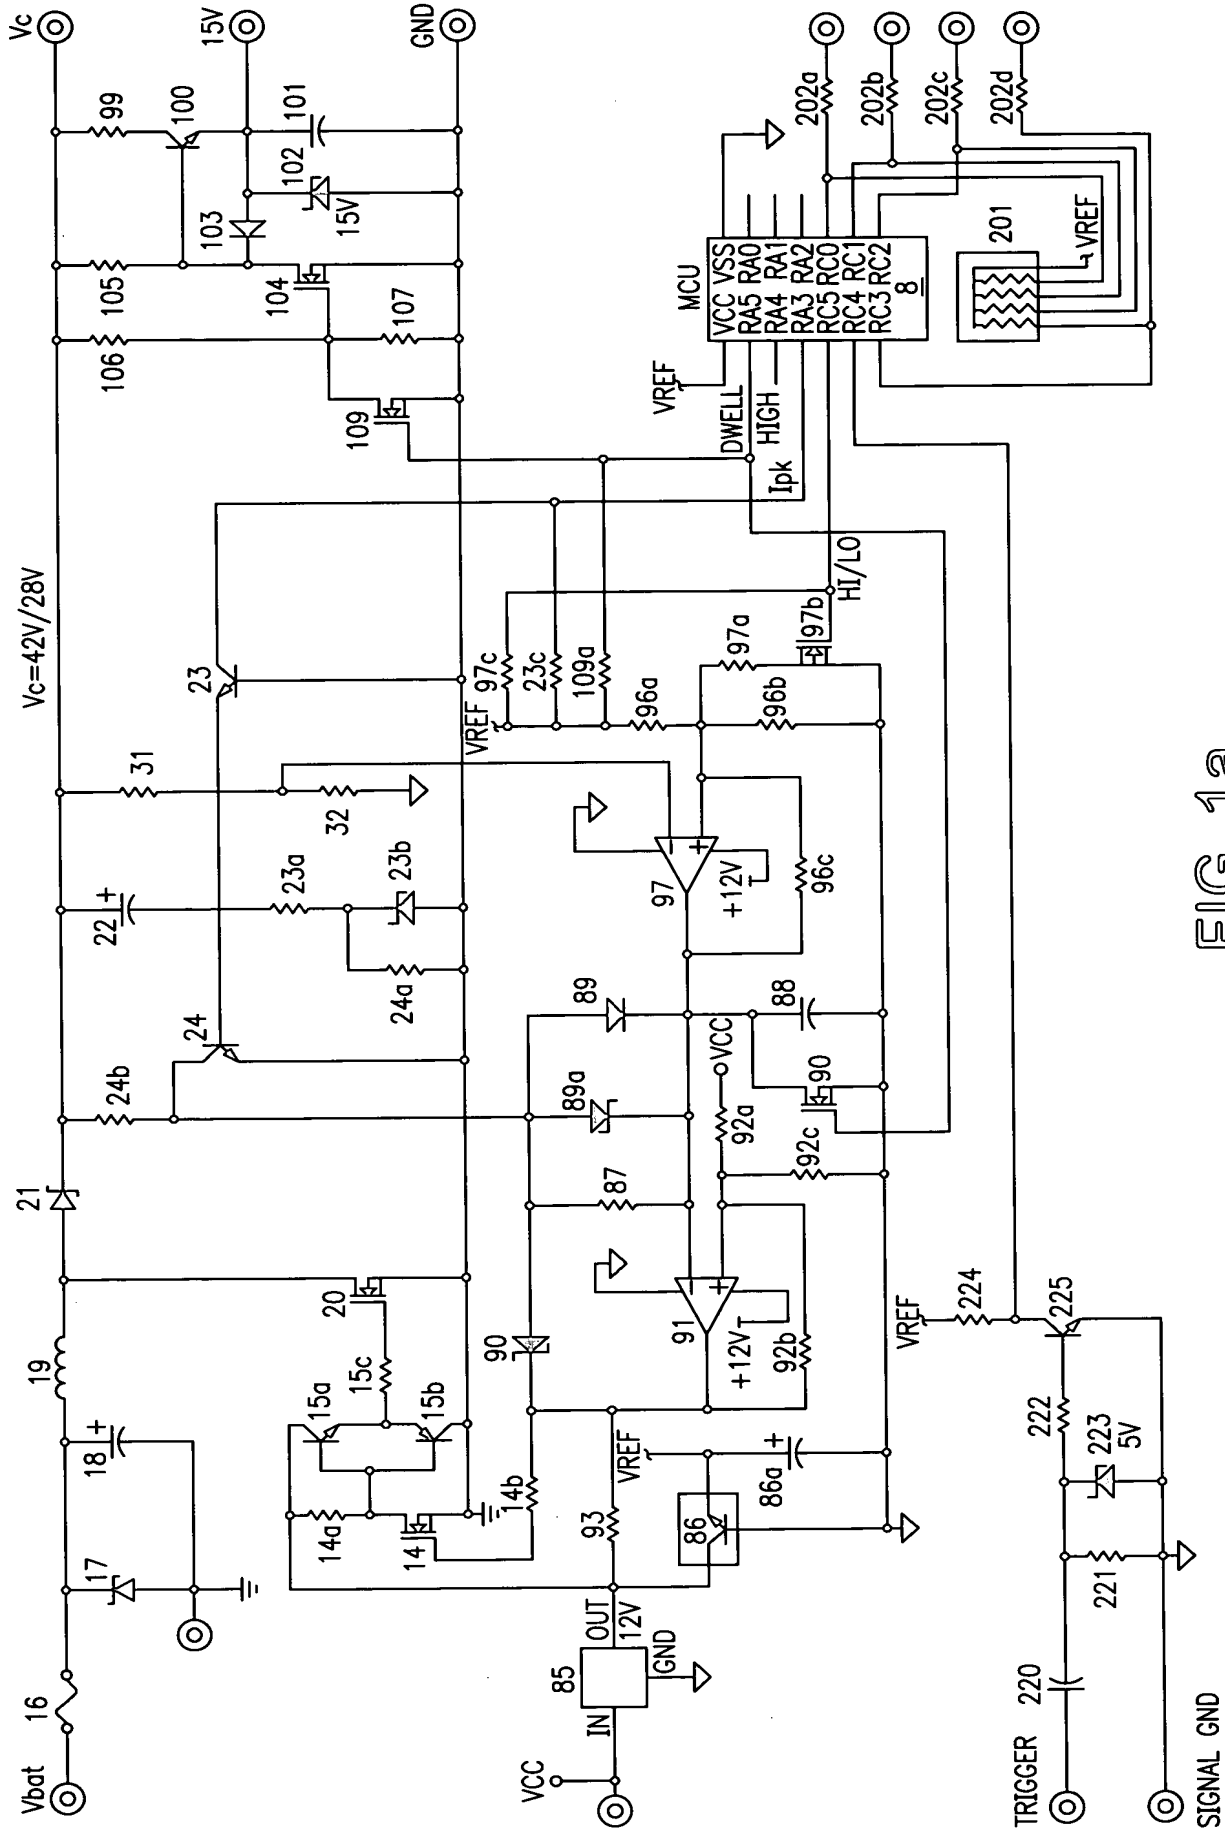 Vbat
16
17
18
+
19
21
24b
24
22
+
23a
23b
24a
31
32
23
Vc=42V/28V
106
105
99
100
103
102
15V
101
104
107
109
Vc
15V
GND
14a
14
15a
15b
15c
20
14b
90
87
89a
89
VREF
97c
23c
109a
96a
97a
97b
96b
HI/LO
97
+12V
96c
88
90
VCC
92a
92c
92b
91
+12V
93
VREF
86
86a
+
VCC
IN
85
OUT
12V
GND
VREF
DWELL
HIGH
Ipk
MCU
VCC VSS
RA5 RA0
RA4 RA1
RA3 RA2
RC5 RC0
RC4 RC1
RC3 RC2
8
201
VREF
202a
202b
202c
202d
TRIGGER
220
221
222
223
5V
VREF
224
225
SIGNAL GND
FIG 1a